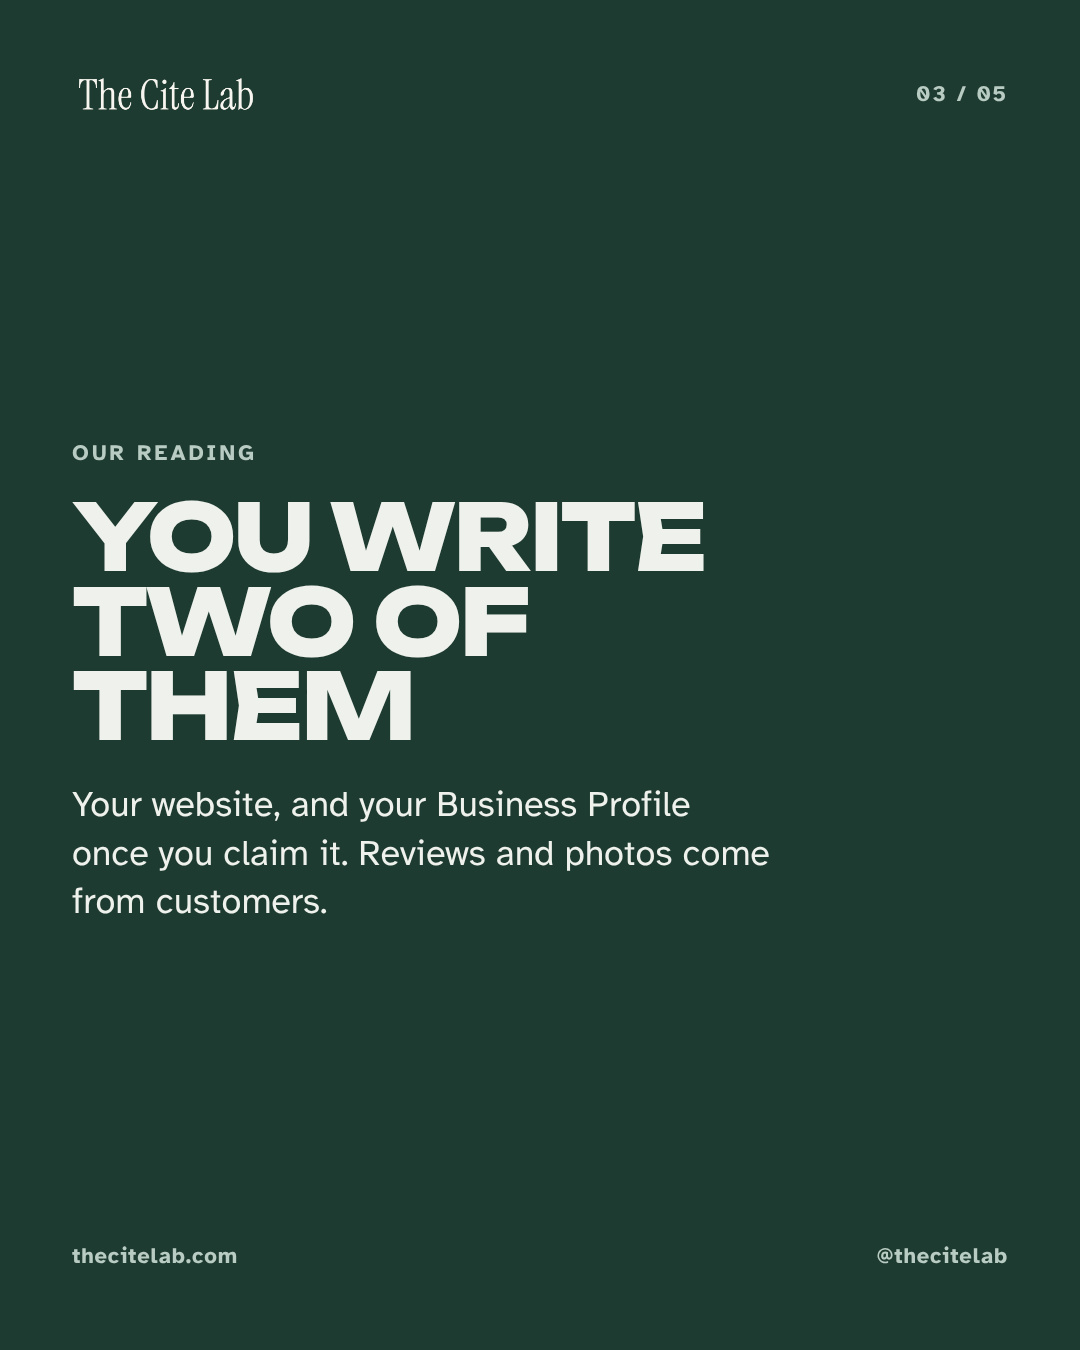 The Cite Lab
03 / 05
OUR READING
YOU WRITE
TWO OF
THEM
Your website, and your Business Profile
once you claim it. Reviews and photos come
from customers.
thecitelab.com
@thecitelab